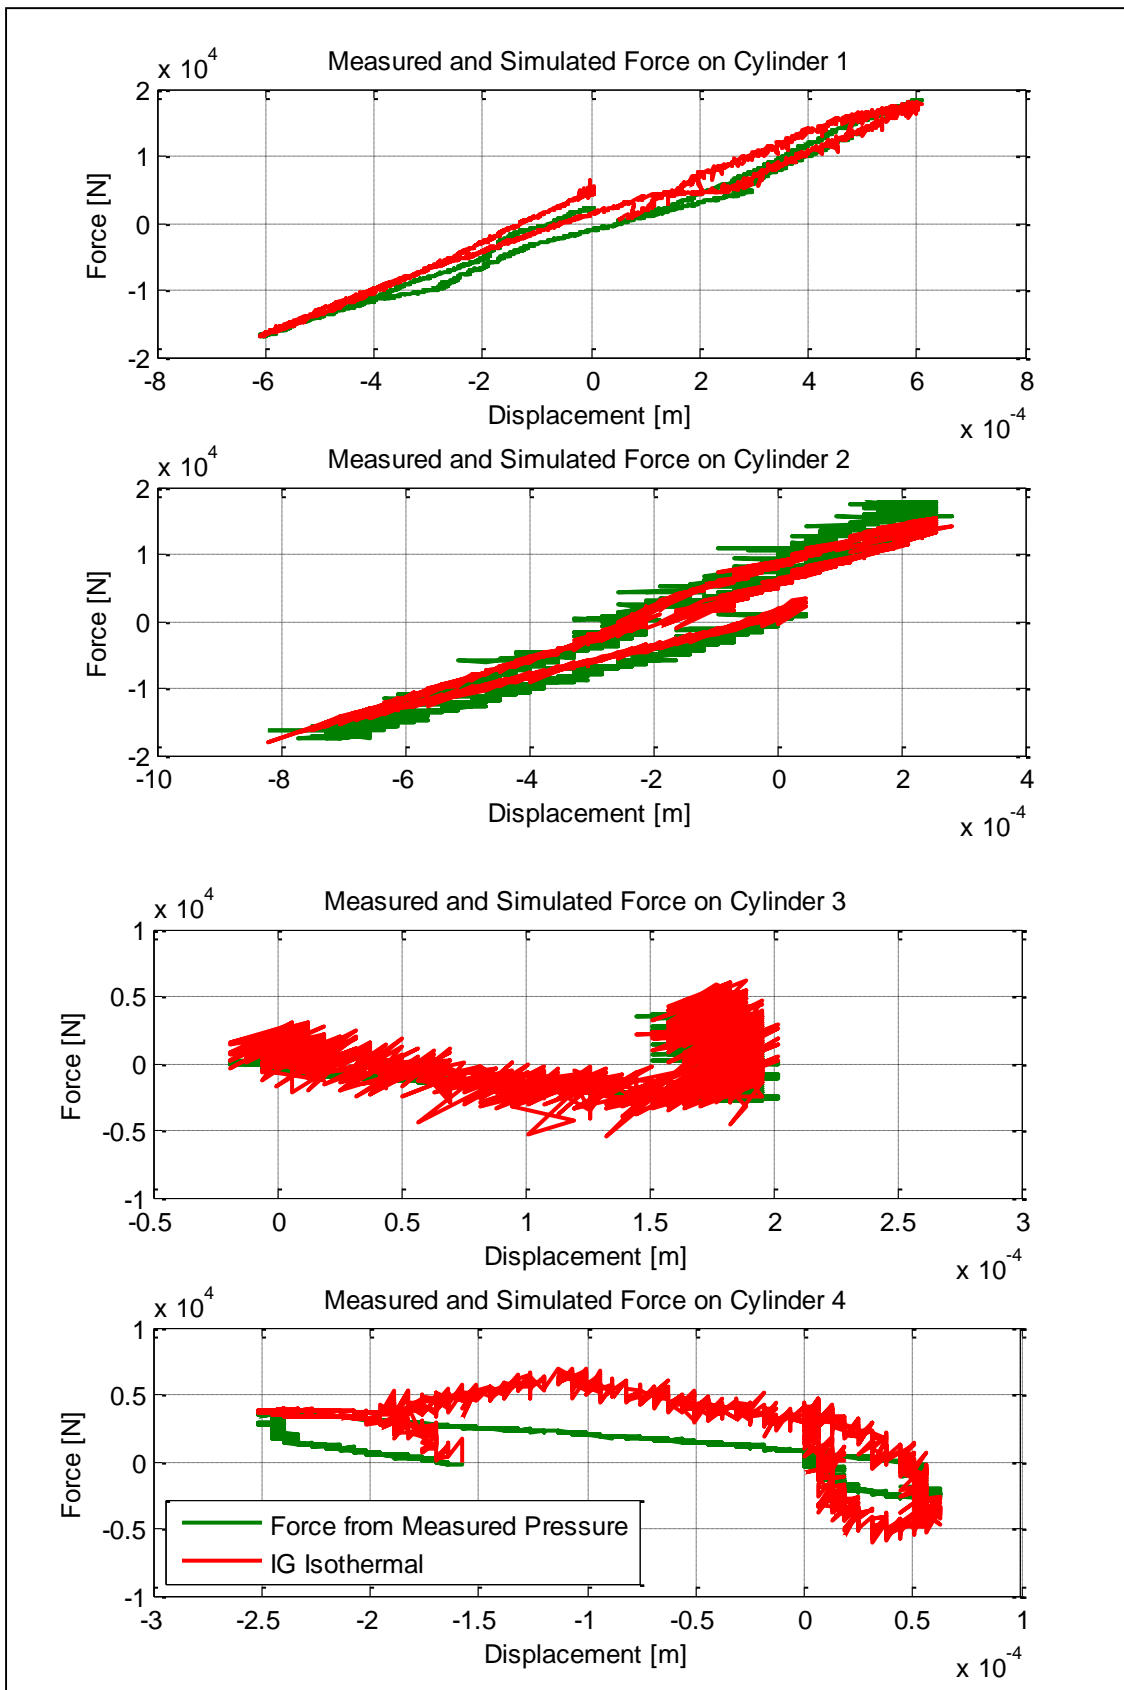 Measured and Simulated Force on Cylinder 1
x 10^4
2
1
0
-1
-2
Force [N]
-8 -6 -4 -2 0 2 4 6 8
Displacement [m]
x 10^-4
Measured and Simulated Force on Cylinder 2
x 10^4
2
1
0
-1
-2
Force [N]
-10 -8 -6 -4 -2 0 2 4
Displacement [m]
x 10^-4
Measured and Simulated Force on Cylinder 3
x 10^4
1
0.5
0
-0.5
-1
Force [N]
-0.5 0 0.5 1 1.5 2 2.5 3
Displacement [m]
x 10^-4
Measured and Simulated Force on Cylinder 4
x 10^4
1
0.5
0
-0.5
-1
Force [N]
Force from Measured Pressure
IG Isothermal
-3 -2.5 -2 -1.5 -1 -0.5 0 0.5 1
Displacement [m]
x 10^-4